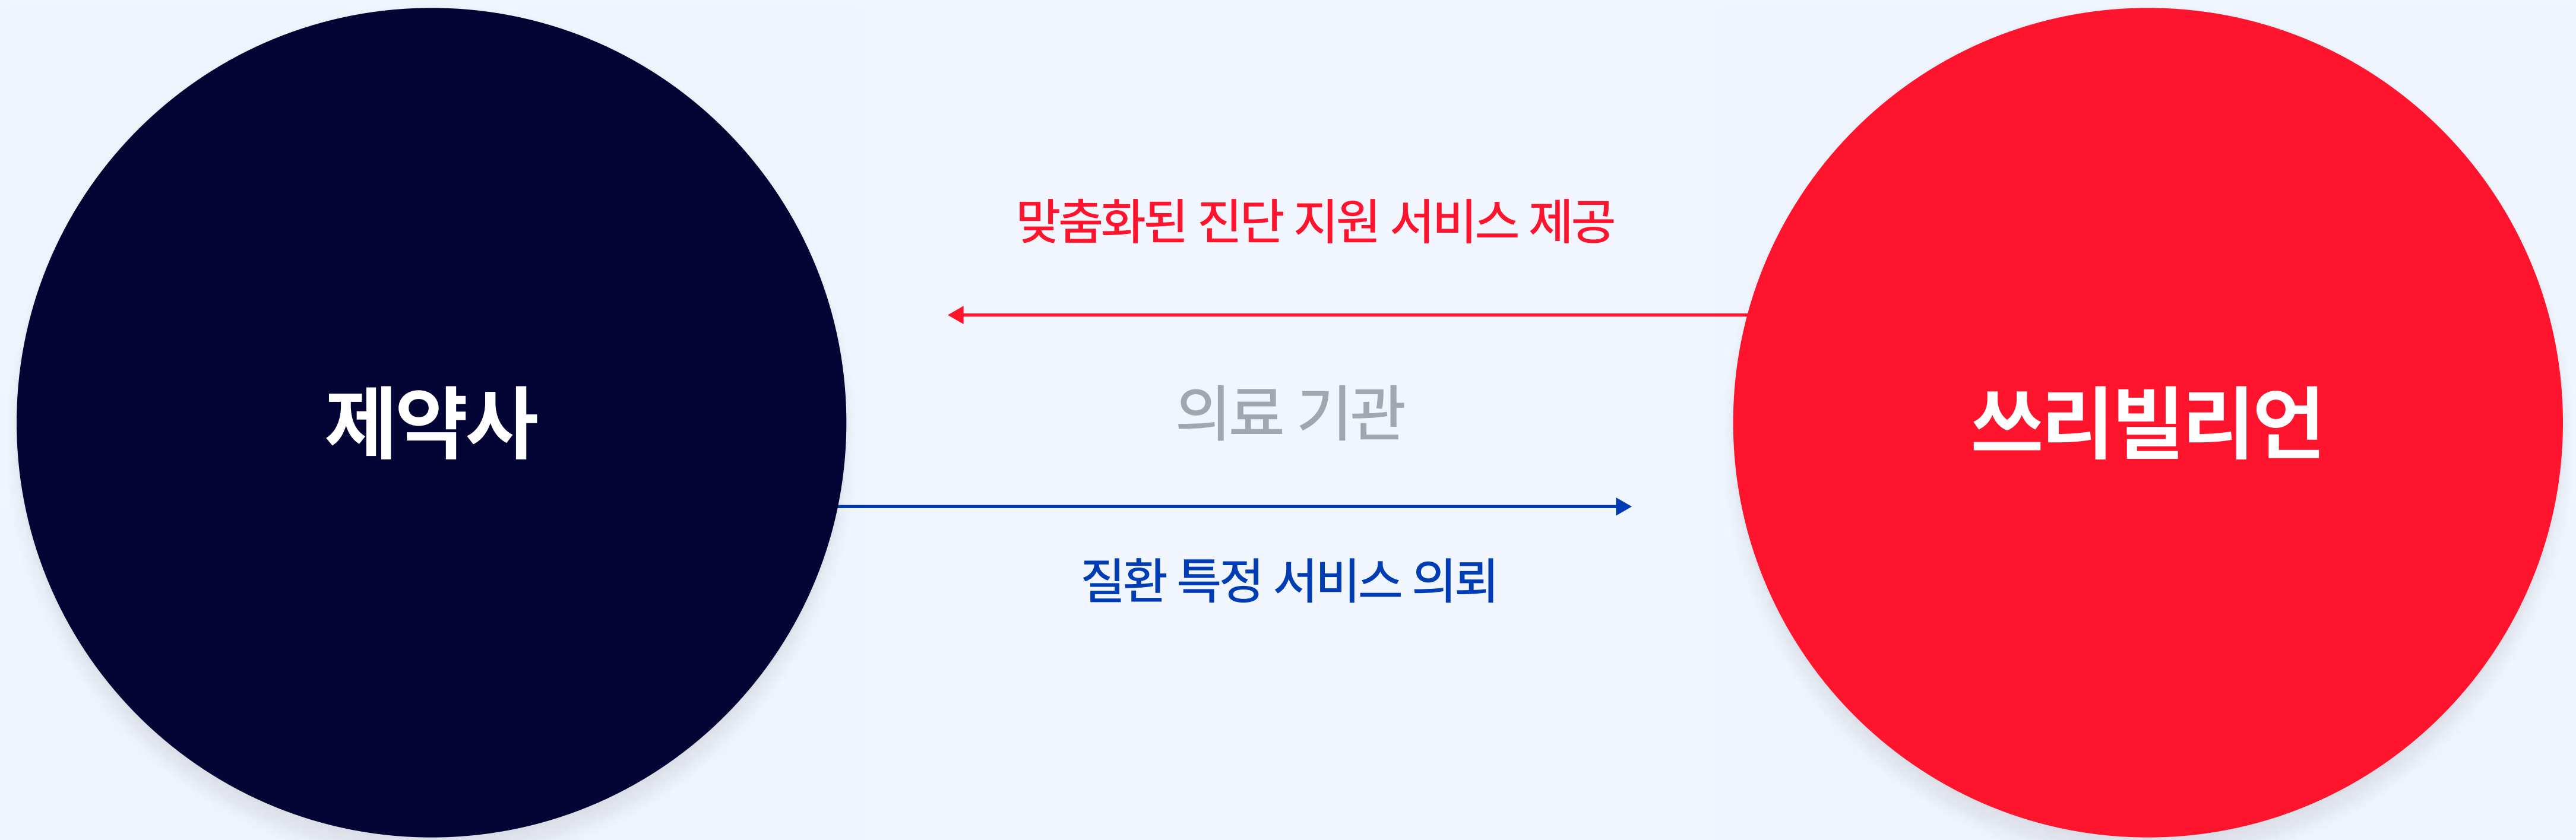 맞춤화된 진단 지원 서비스 제공
제약사
의료 기관
쓰리빌리언
질환 특정 서비스 의뢰